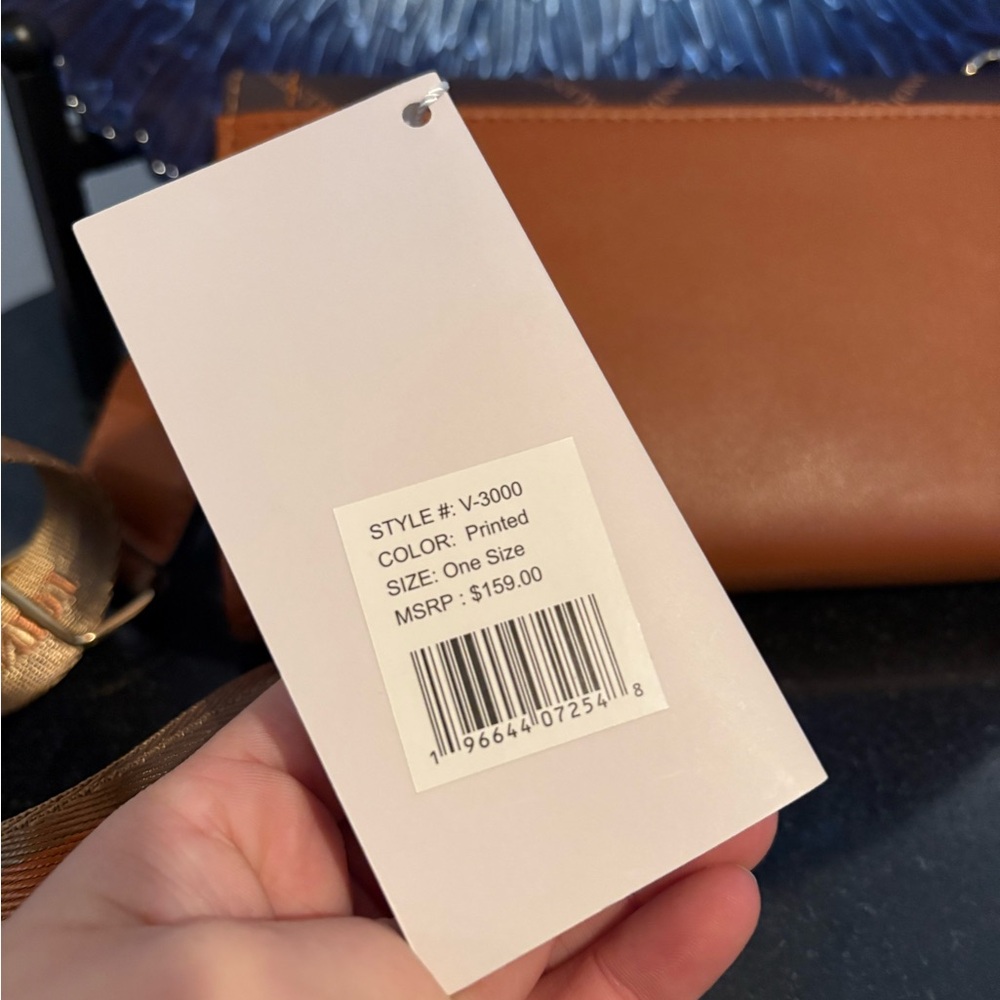 STYLE #: V-3000
COLOR: Printed
SIZE: One Size
MSRP : $159.00
1 96644 07254 8